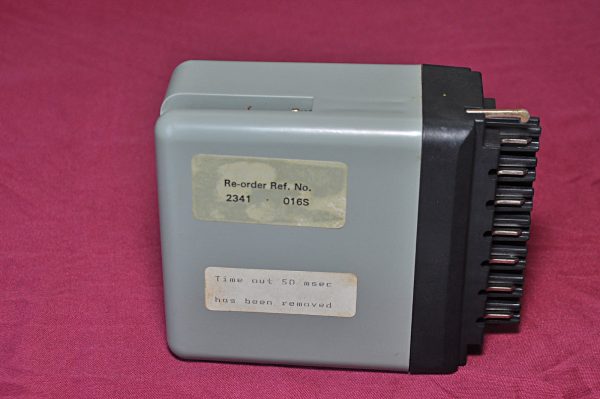 Re-order Ref. No.
2341 · 016S
Time out 50 msec
has been removed